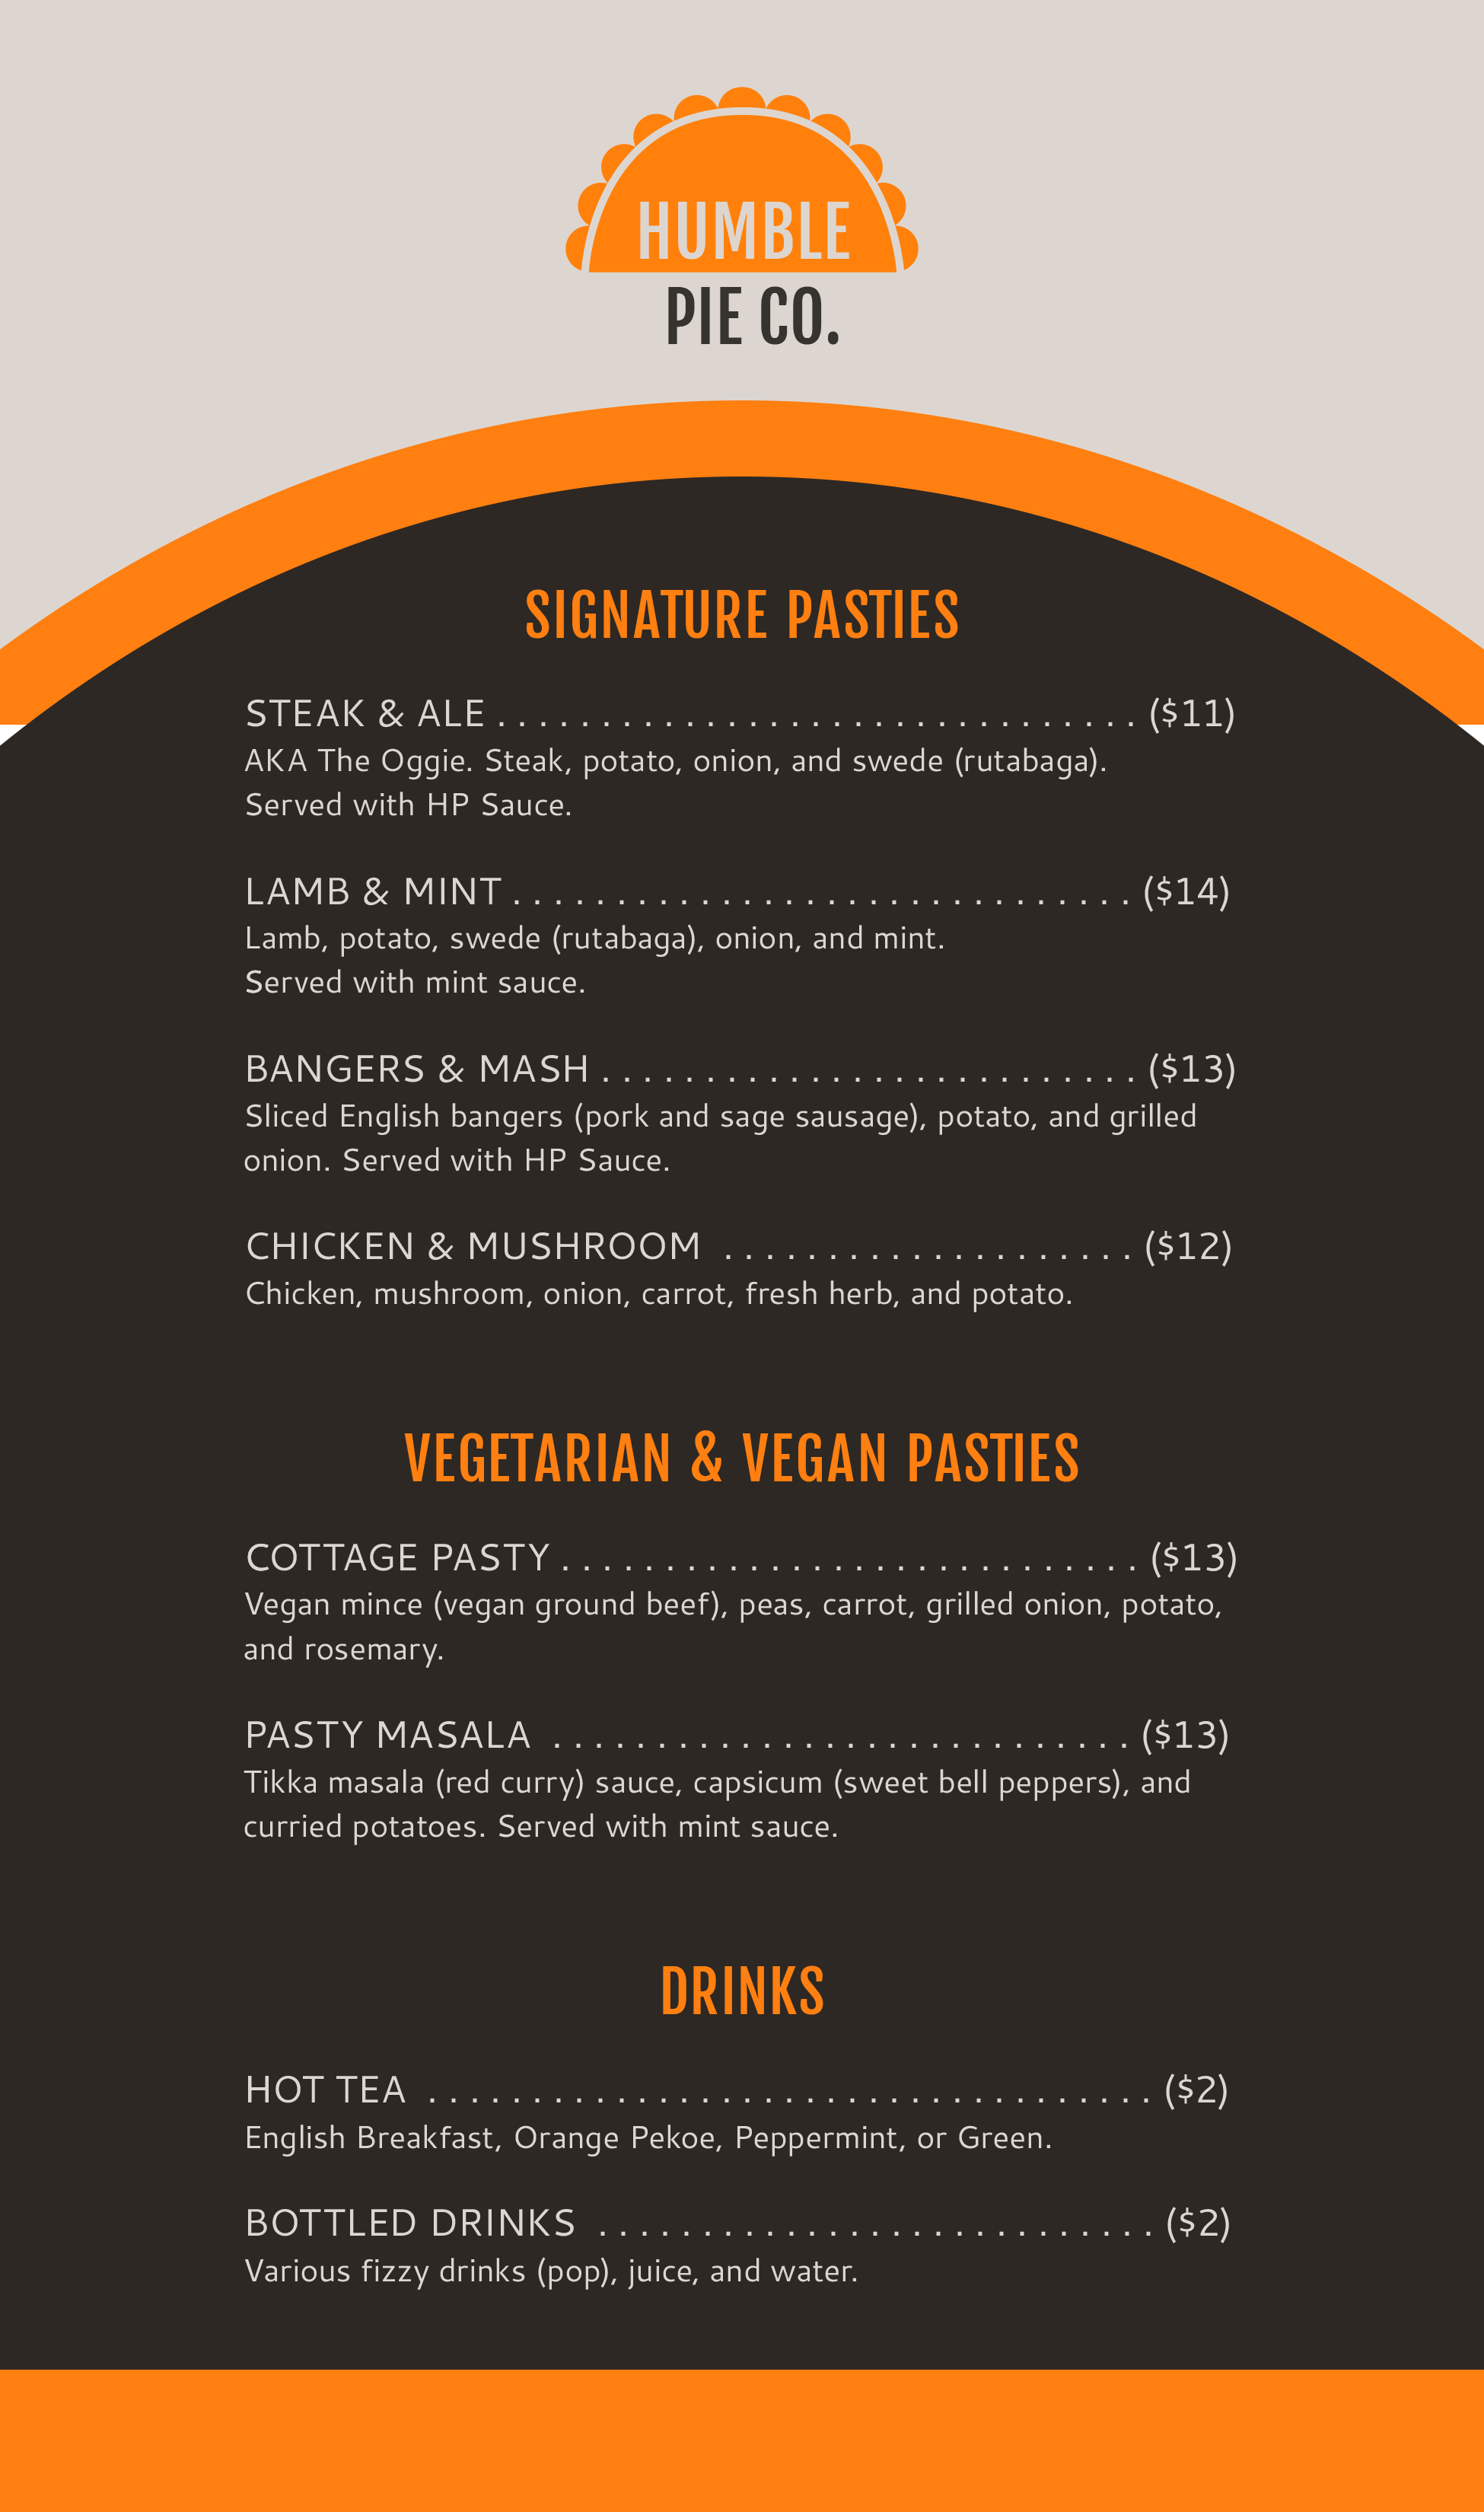 HUMBLE
PIE CO.
SIGNATURE PASTIES
STEAK & ALE . . . . . . . . . . . . . . . . . . . . . . . . . . . . . . . ($11)
AKA The Oggie. Steak, potato, onion, and swede (rutabaga).
Served with HP Sauce.
LAMB & MINT . . . . . . . . . . . . . . . . . . . . . . . . . . . . . . ($14)
Lamb, potato, swede (rutabaga), onion, and mint.
Served with mint sauce.
BANGERS & MASH . . . . . . . . . . . . . . . . . . . . . . . . . . ($13)
Sliced English bangers (pork and sage sausage), potato, and grilled
onion. Served with HP Sauce.
CHICKEN & MUSHROOM . . . . . . . . . . . . . . . . . . . . ($12)
Chicken, mushroom, onion, carrot, fresh herb, and potato.
VEGETARIAN & VEGAN PASTIES
COTTAGE PASTY . . . . . . . . . . . . . . . . . . . . . . . . . . . . ($13)
Vegan mince (vegan ground beef), peas, carrot, grilled onion, potato,
and rosemary.
PASTY MASALA . . . . . . . . . . . . . . . . . . . . . . . . . . . . ($13)
Tikka masala (red curry) sauce, capsicum (sweet bell peppers), and
curried potatoes. Served with mint sauce.
DRINKS
HOT TEA . . . . . . . . . . . . . . . . . . . . . . . . . . . . . . . . . . . ($2)
English Breakfast, Orange Pekoe, Peppermint, or Green.
BOTTLED DRINKS . . . . . . . . . . . . . . . . . . . . . . . . . . . ($2)
Various fizzy drinks (pop), juice, and water.